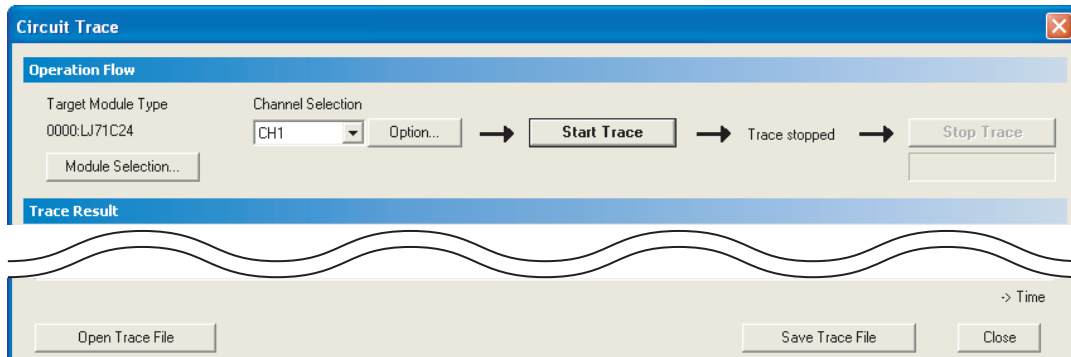 Circuit Trace
Operation Flow
Target Module Type
Channel Selection
0000:LJ71C24
CH1
Option...
Start Trace
Trace stopped
Stop Trace
Module Selection...
Trace Result
-> Time
Open Trace File
Save Trace File
Close